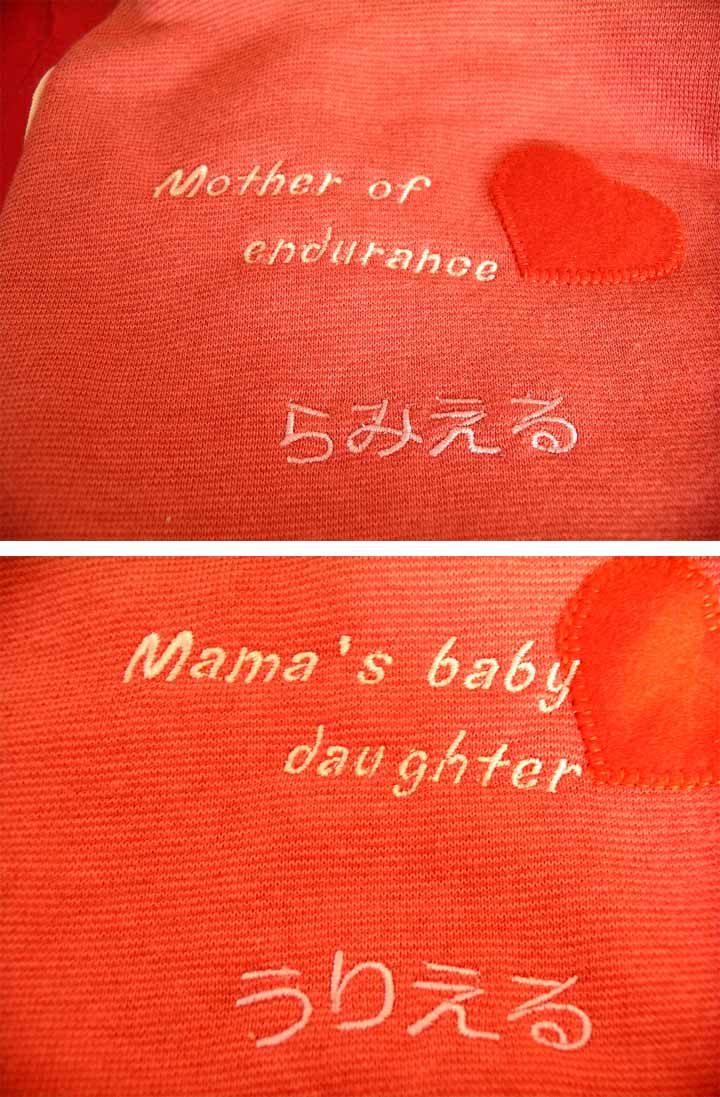 Mother of
endurance
らみえる
Mama's baby
daughter
うりえる